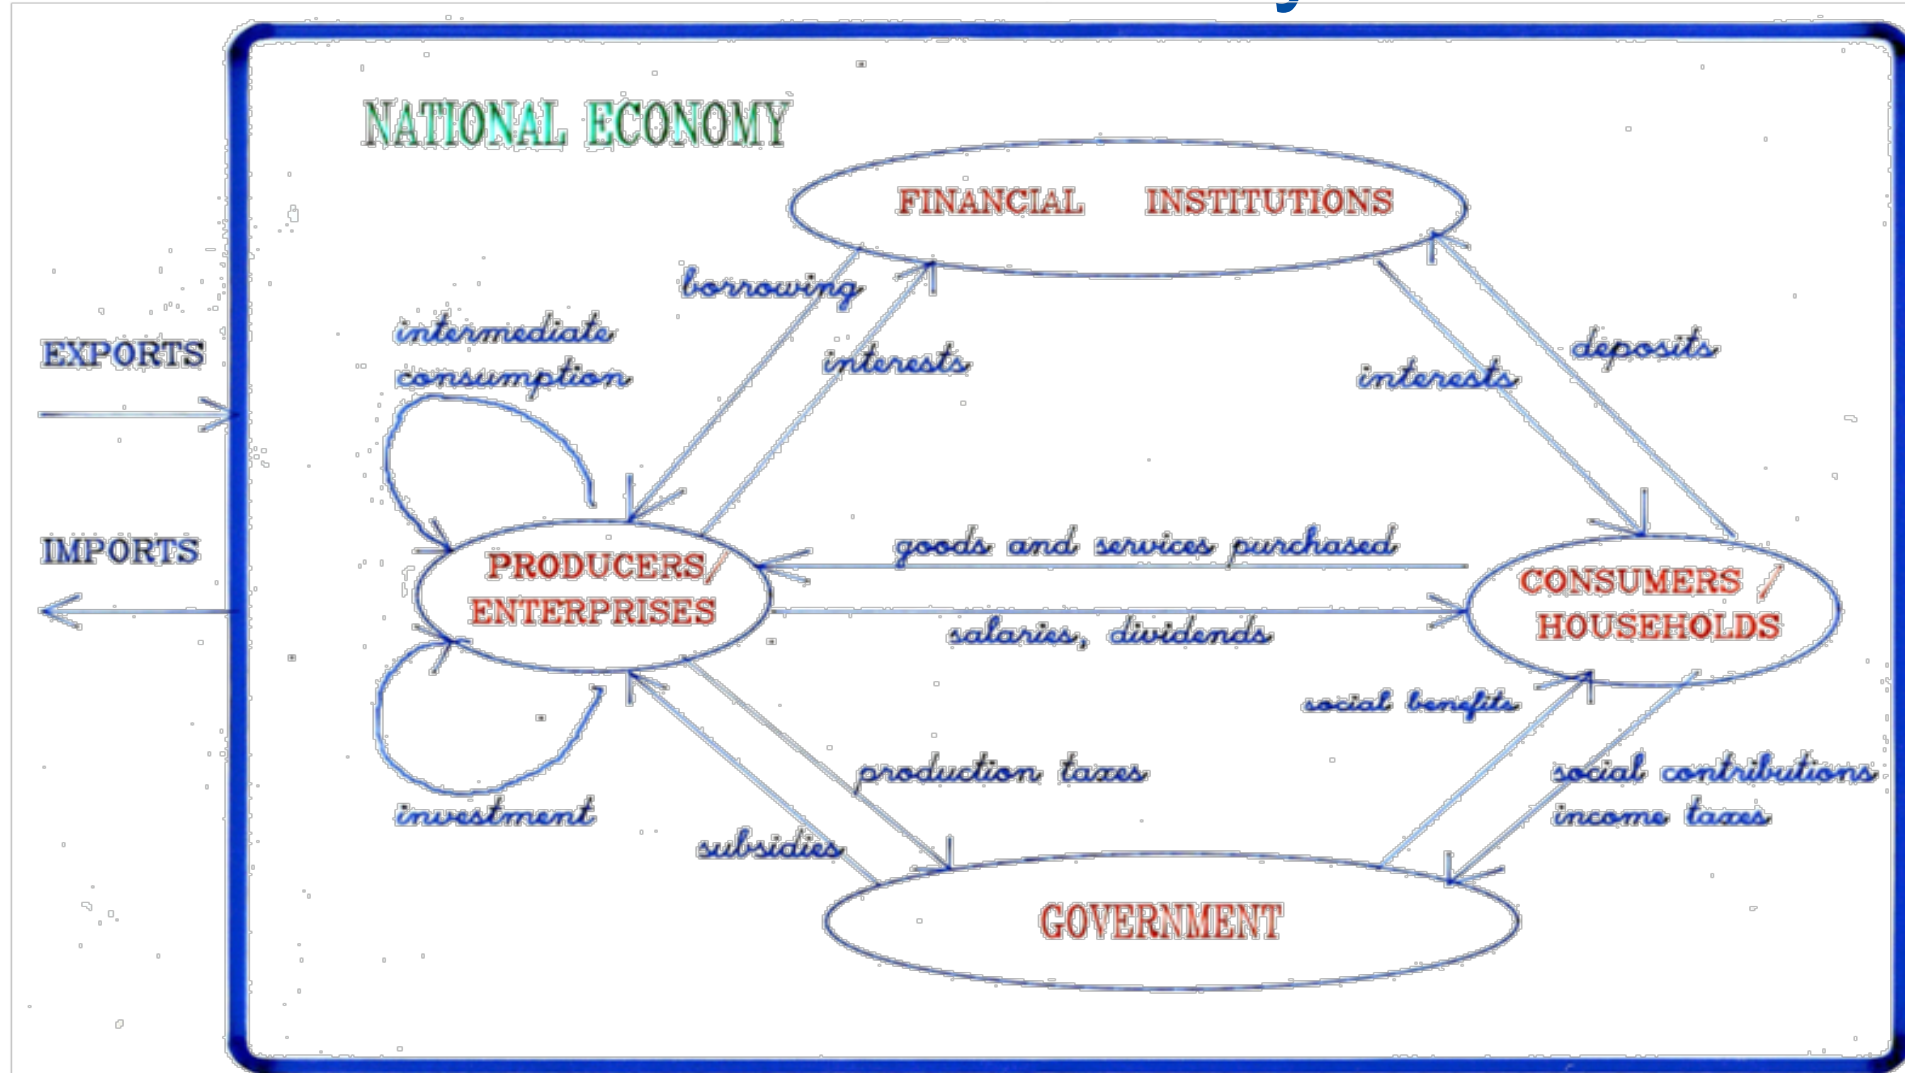 NATIONAL ECONOMY
FINANCIAL INSTITUTIONS
borrowing
interests
intermediate
consumption
interests
deposits
EXPORTS
IMPORTS
goods and services purchased
PRODUCERS/
ENTERPRISES
CONSUMERS /
HOUSEHOLDS
salaries, dividends
social benefits
production taxes
social contributions
income taxes
investment
subsidies
GOVERNMENT